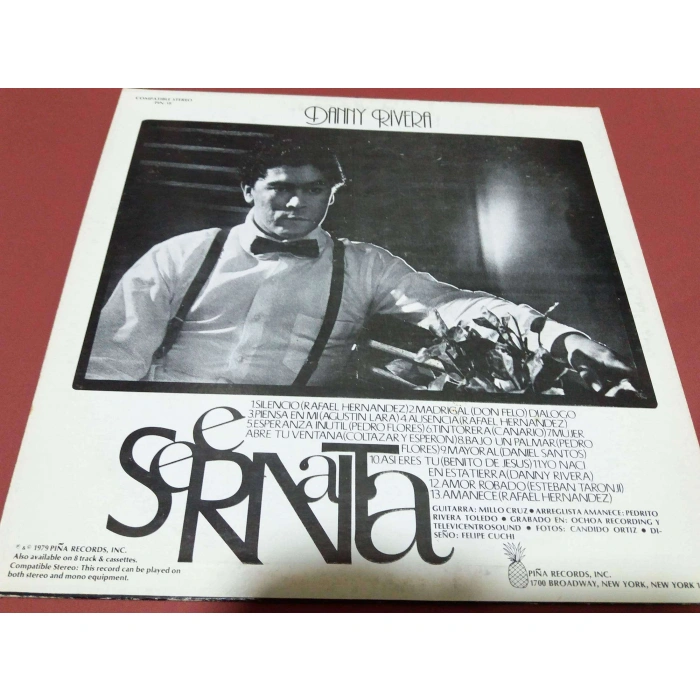 COMPATIBLE STEREO
DANNY RIVERA
1 SILENCIO (RAFAEL HERNANDEZ) 2 MADRIGAL (DON FELO) DIALOGO
3 PIENSA EN MI (AGUSTIN LARA) 4 AUSENCIA (RAFAEL HERNANDEZ)
5 ESPERANZA INUTIL (PEDRO FLORES) 6 TINTORERA (CANARIO) 7 MUJER
ABRE TU VENTANA (COLTAZAR Y ESPERON) 8 BAJO UN PALMAR (PEDRO
FLORES) 9 MAYORAL (DANIEL SANTOS)
10 ASI ERES TU (BENITO DE JESUS) 11 YO NACI
EN ESTA TIERRA (DANNY RIVERA)
12 AMOR ROBADO (ESTEBAN TARONJI)
13 AMANECE (RAFAEL HERNANDEZ)
SERENATA
GUITARRA: MILLO CRUZ ● ARREGLISTA AMANECE: PEDRITO
RIVERA TOLEDO ● GRABADO EN: OCHOA RECORDING Y
TELEVICENTROSOUND ● FOTOS: CANDIDO ORTIZ ● DI-
SEÑO: FELIPE CUCHI
℗ & © 1979 PIÑA RECORDS, INC.
Also available on 8 track & cassettes.
Compatible Stereo: This record can be played on
both stereo and mono equipment.
PIÑA RECORDS, INC.
1700 BROADWAY, NEW YORK, NEW YORK